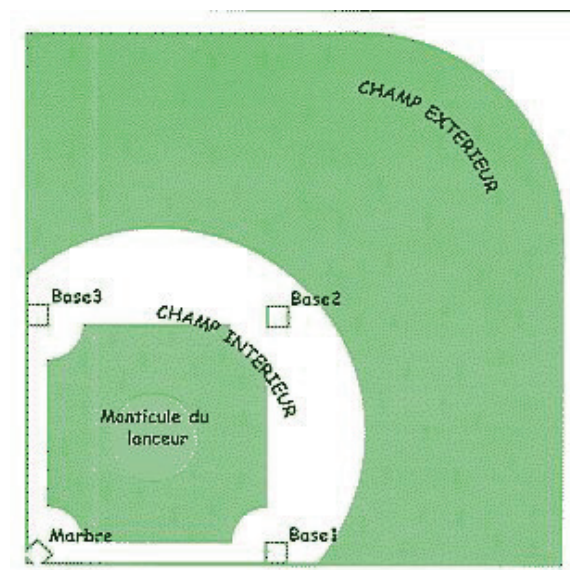 CHAMP EXTERIEUR
Base3
Base2
CHAMP INTERIEUR
Monticule du
lanceur
Marbre
Base1